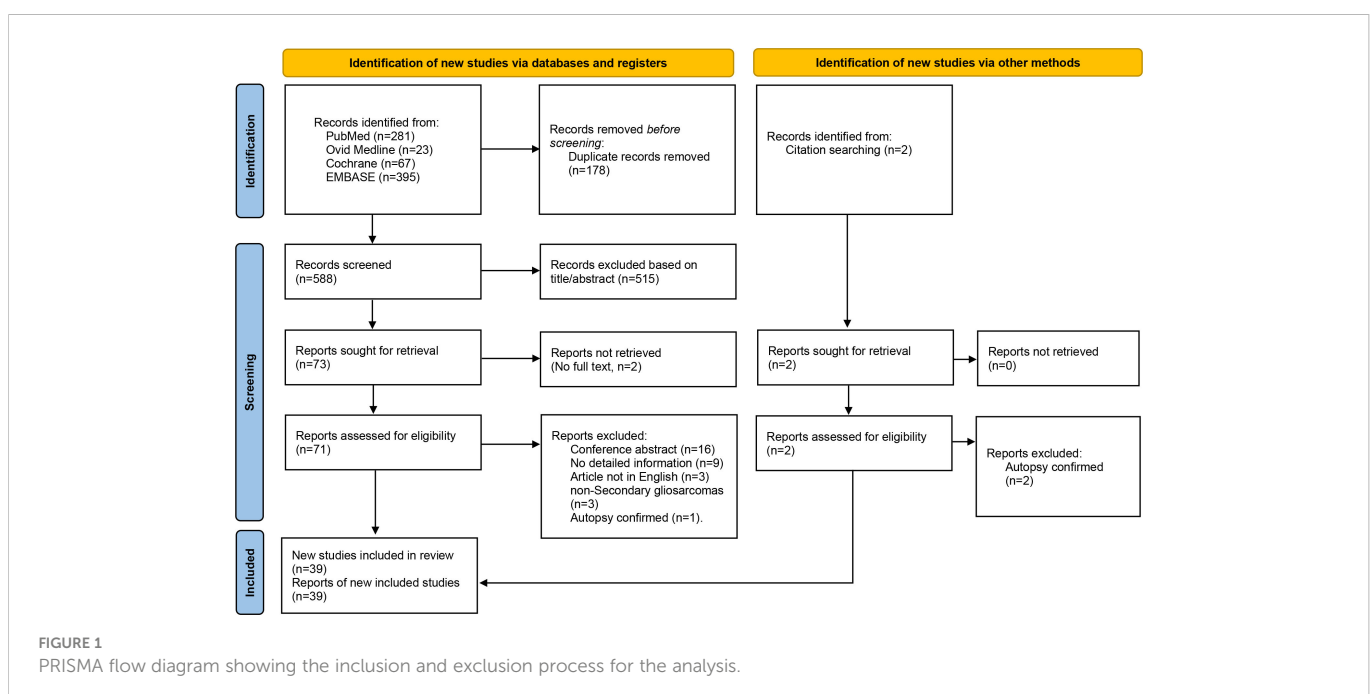 Identification of new studies via databases and registers
Identification of new studies via other methods
Identification
Records identified from:
PubMed (n=281)
Ovid Medline (n=23)
Cochrane (n=67)
EMBASE (n=395)
Records removed before
screening:
Duplicate records removed
(n=178)
Records identified from:
Citation searching (n=2)
Screening
Records screened
(n=588)
Records excluded based on
title/abstract (n=515)
Reports sought for retrieval
(n=73)
Reports not retrieved
(No full text, n=2)
Reports sought for retrieval
(n=2)
Reports not retrieved
(n=0)
Reports assessed for eligibility
(n=71)
Reports excluded:
Conference abstract (n=16)
No detailed information (n=9)
Article not in English (n=3)
non-Secondary gliosarcomas
(n=3)
Autopsy confirmed (n=1).
Reports assessed for eligibility
(n=2)
Reports excluded:
Autopsy confirmed
(n=2)
Included
New studies included in review
(n=39)
Reports of new included studies
(n=39)
FIGURE 1
PRISMA flow diagram showing the inclusion and exclusion process for the analysis.